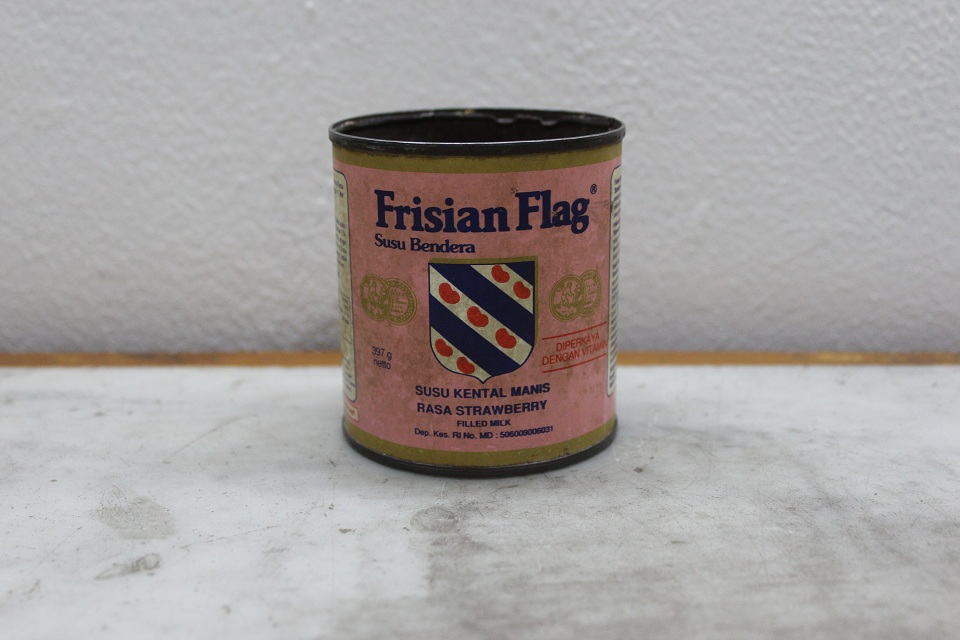 Frisian Flag®
Susu Bendera
397 g
netto
DIPERKAYA
DENGAN VITAMIN
SUSU KENTAL MANIS
RASA STRAWBERRY
FILLED MILK
Dep. Kes. RI No. MD : 506009006031